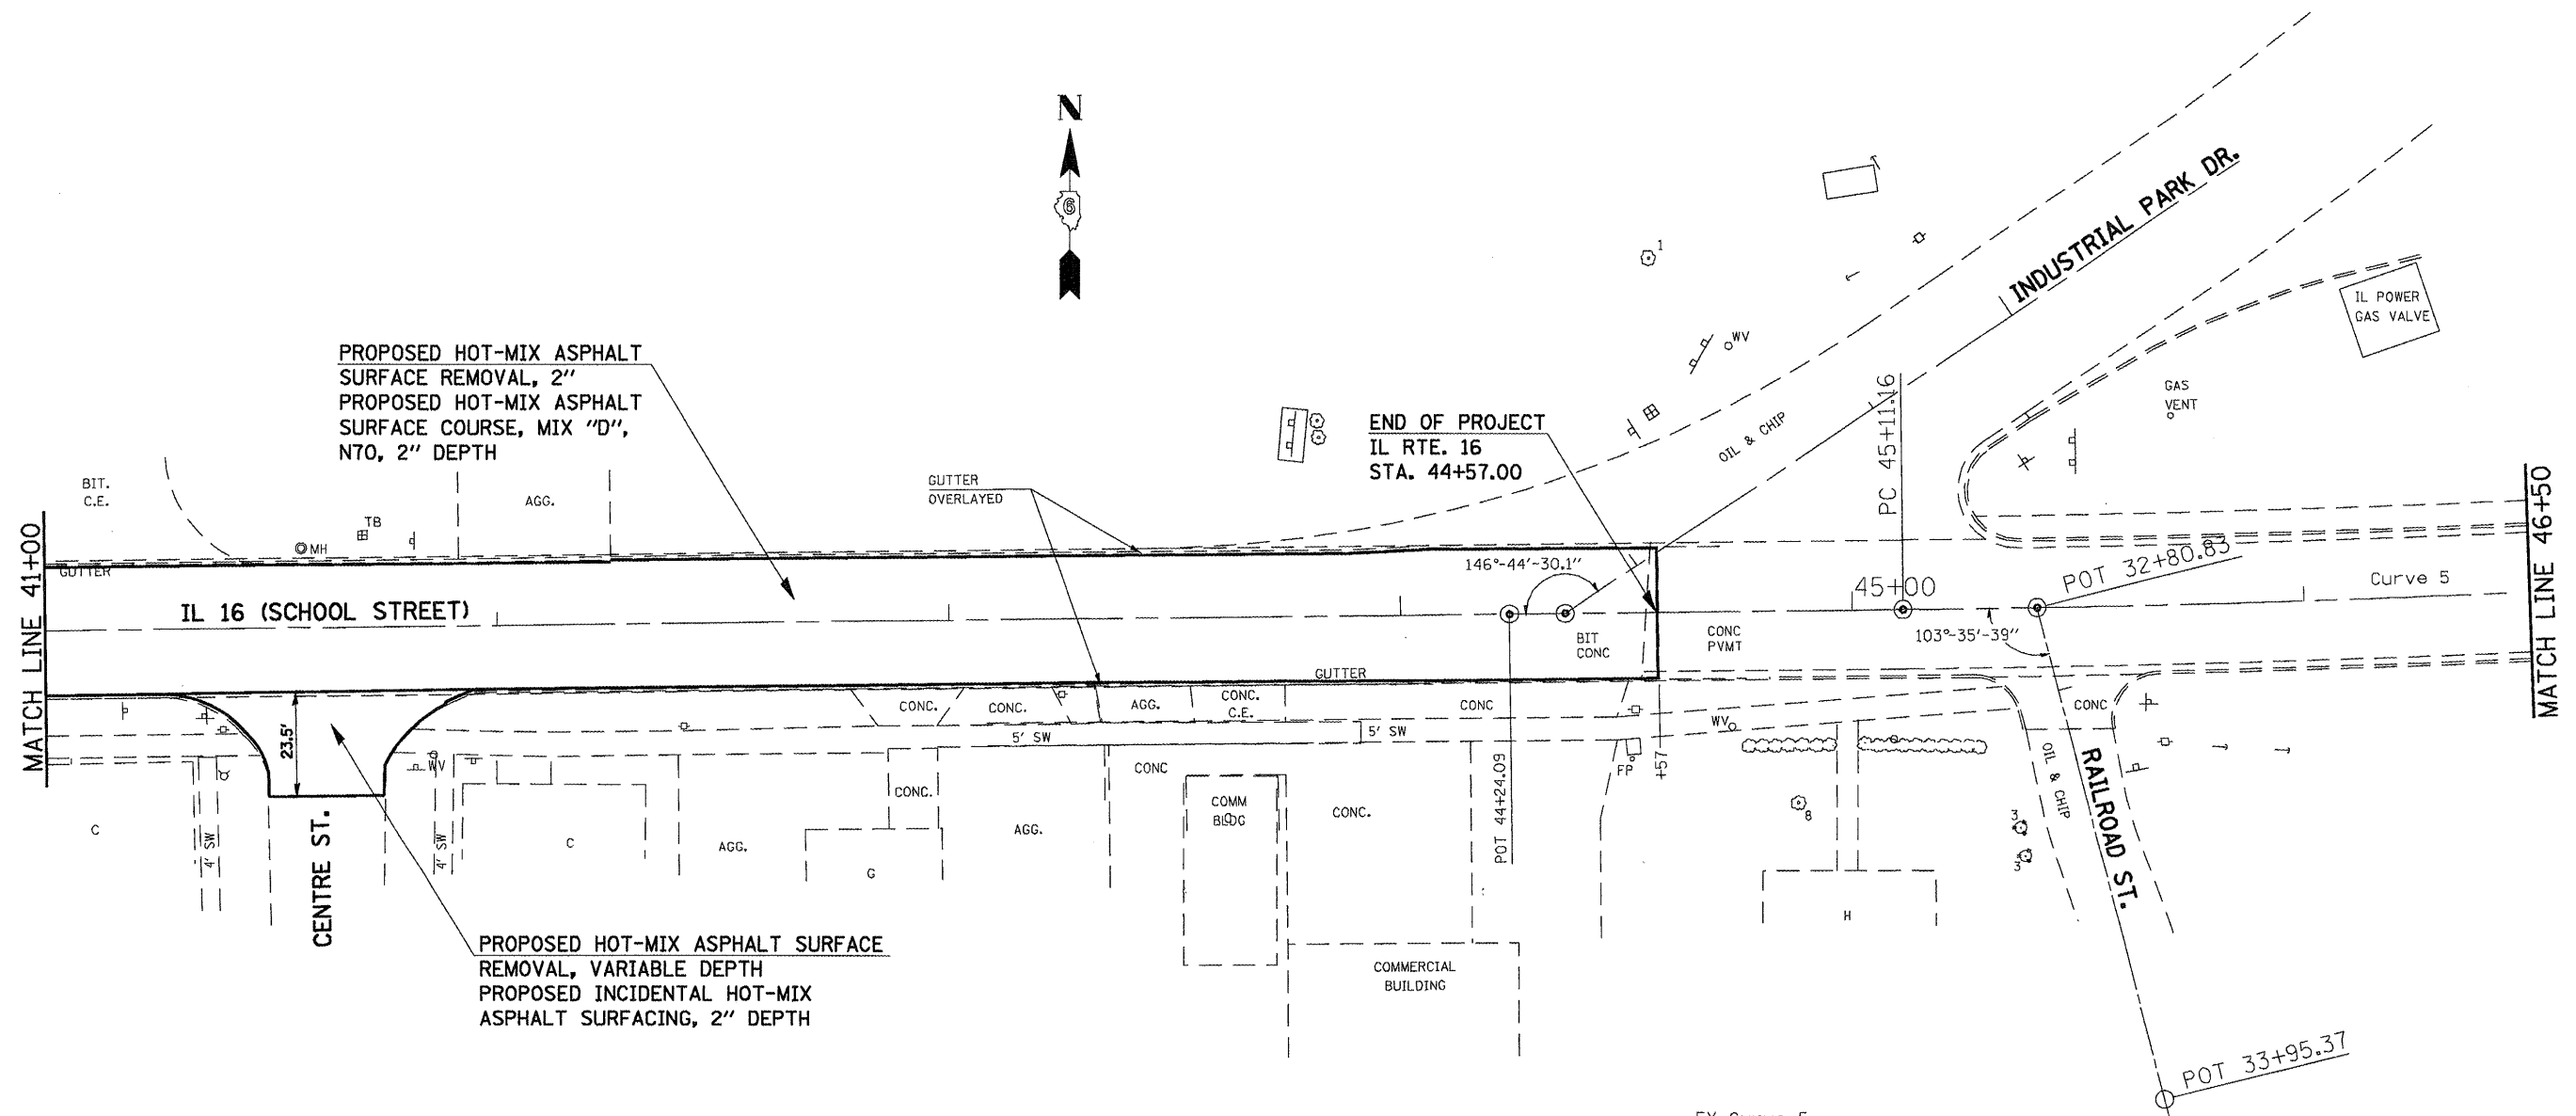 N
6
PROPOSED HOT-MIX ASPHALT
SURFACE REMOVAL, 2"
PROPOSED HOT-MIX ASPHALT
SURFACE COURSE, MIX "D",
N70, 2" DEPTH
END OF PROJECT
IL RTE. 16
STA. 44+57.00
INDUSTRIAL PARK DR.
OIL & CHIP
1
WV
IL POWER
GAS VALVE
GAS
VENT
PC 45+11.16
BIT.
C.E.
AGG.
TB
MH
GUTTER
OVERLAYED
GUTTER
MATCH LINE 41+00
IL 16 (SCHOOL STREET)
146°-44'-30.1"
45+00
POT 32+80.83
Curve 5
MATCH LINE 46+50
BIT
CONC
CONC
PVMT
103°-35'-39"
GUTTER
23.5'
CONC.
CONC.
AGG.
CONC.
C.E.
CONC
5' SW
5' SW
WV
CONC
WV
FP
+57
POT 44+24.09
CONC
CONC.
COMM
BLDG
CONC.
C
4' SW
CENTRE ST.
4' SW
C
AGG.
G
AGG.
8
3
3
H
OIL & CHIP
RAILROAD ST.
PROPOSED HOT-MIX ASPHALT SURFACE
REMOVAL, VARIABLE DEPTH
PROPOSED INCIDENTAL HOT-MIX
ASPHALT SURFACING, 2" DEPTH
COMMERCIAL
BUILDING
POT 33+95.37